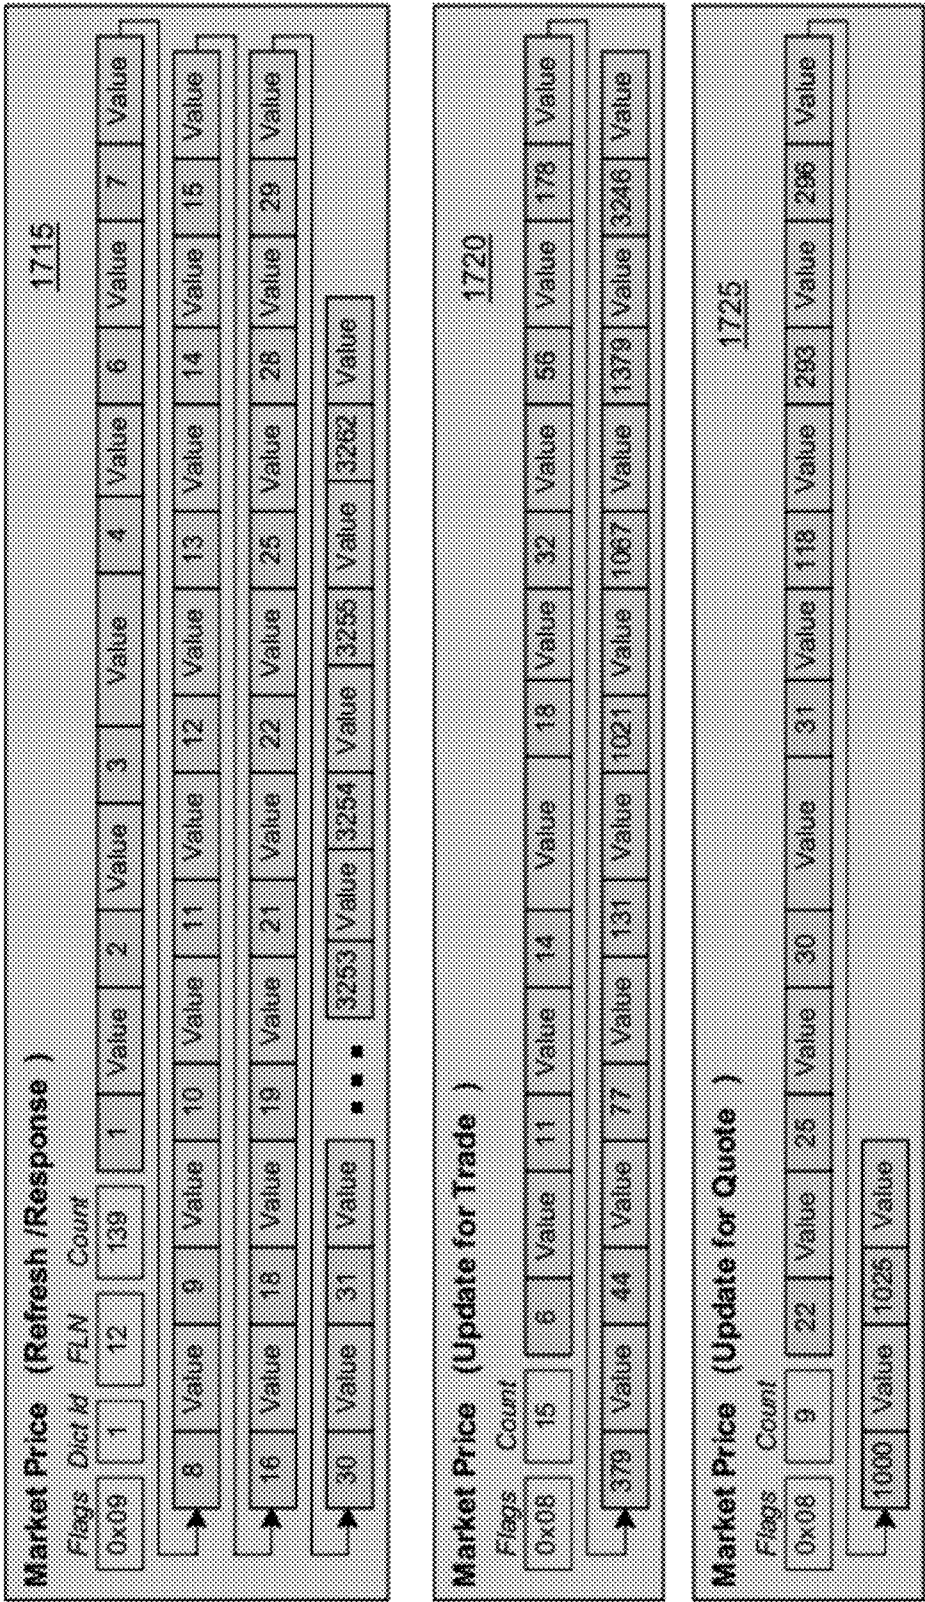 Market Price (Refresh /Response )
1715
Flags Dict Id FLN Count
0x09 1 12 139 1 Value 2 Value 3 Value 4 Value 6 Value 7 Value
8 Value 9 Value 10 Value 11 Value 12 Value 13 Value 14 Value 15 Value
16 Value 18 Value 19 Value 21 Value 22 Value 25 Value 28 Value 29 Value
30 Value 31 Value 3253 Value 3254 Value 3255 Value 3262 Value
Market Price (Update for Trade )
1720
Flags Count
0x08 15 6 Value 11 Value 14 Value 18 Value 32 Value 56 Value 178 Value
379 Value 44 Value 77 Value 131 Value 1021 Value 1067 Value 1379 Value 3246 Value
Market Price (Update for Quote )
1725
Flags Count
0x08 9 22 Value 25 Value 30 Value 31 Value 118 Value 293 Value 296 Value
1000 Value 1025 Value